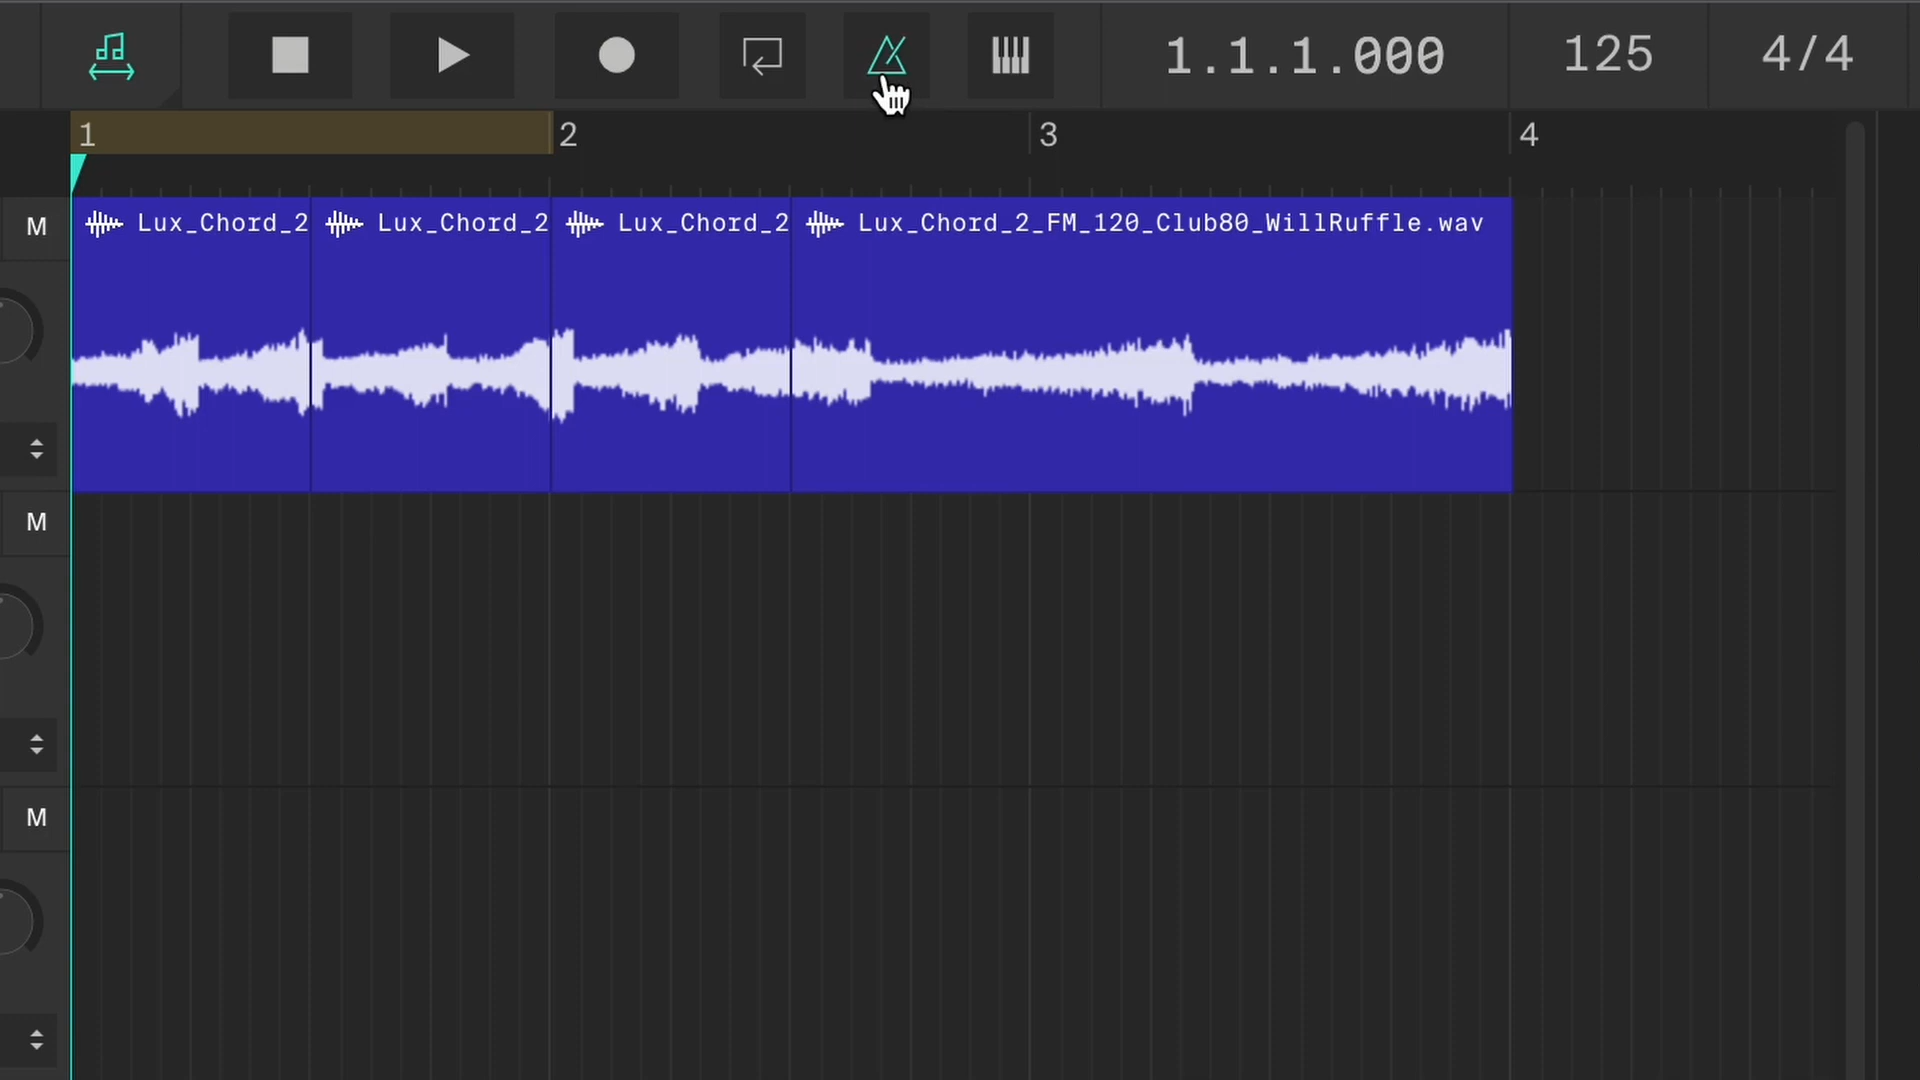 1.1.1.000 125 4/4
1 2 3 4
M Lux_Chord_2 Lux_Chord_2 Lux_Chord_2 Lux_Chord_2_FM_120_Club80_WillRuffle.wav
M
M